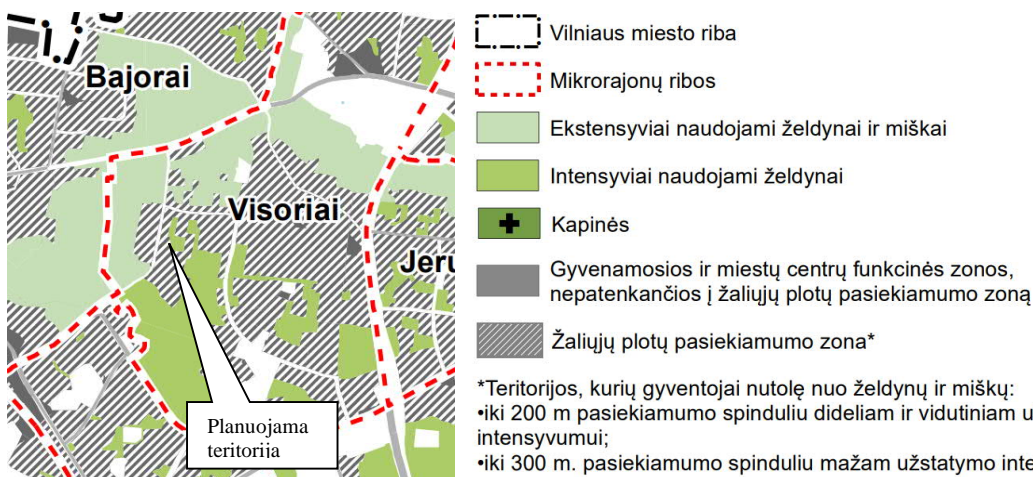 Bajorai
Visoriai
Jeru
Planuojama
teritorija
Vilniaus miesto riba
Mikrorajonų ribos
Ekstensyviai naudojami želdynai ir miškai
Intensyviai naudojami želdynai
Kapinės
Gyvenamosios ir miestų centrų funkcinės zonos,
nepatenkančios į žaliųjų plotų pasiekiamumo zoną
Žaliųjų plotų pasiekiamumo zona*
*Teritorijos, kurių gyventojai nutolę nuo želdynų ir miškų:
•iki 200 m pasiekiamumo spinduliu dideliam ir vidutiniam u
intensyvumui;
•iki 300 m. pasiekiamumo spinduliu mažam užstatymo inte